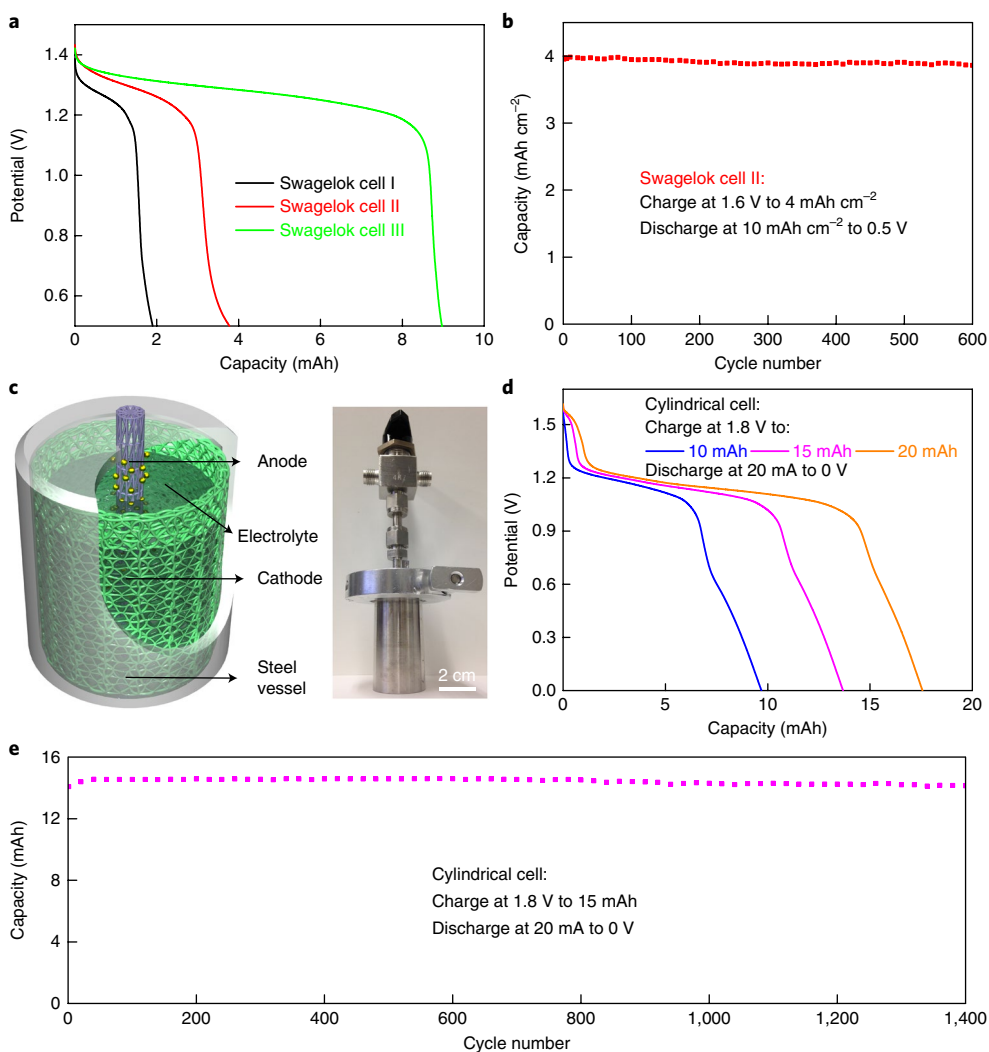 a
Potential (V)
1.4
1.2
1.0
0.8
0.6
0
2
4
6
8
10
Capacity (mAh)
Swagelok cell I
Swagelok cell II
Swagelok cell III
b
Capacity (mAh cm⁻²)
4
3
2
1
0
0
100
200
300
400
500
600
Cycle number
Swagelok cell II:
Charge at 1.6 V to 4 mAh cm⁻²
Discharge at 10 mAh cm⁻² to 0.5 V
c
Anode
Electrolyte
Cathode
Steel
vessel
2 cm
d
Potential (V)
1.5
1.2
0.9
0.6
0.3
0.0
0
5
10
15
20
Capacity (mAh)
Cylindrical cell:
Charge at 1.8 V to:
10 mAh 15 mAh 20 mAh
Discharge at 20 mA to 0 V
e
Capacity (mAh)
16
12
8
4
0
0
200
400
600
800
1,000
1,200
1,400
Cycle number
Cylindrical cell:
Charge at 1.8 V to 15 mAh
Discharge at 20 mA to 0 V